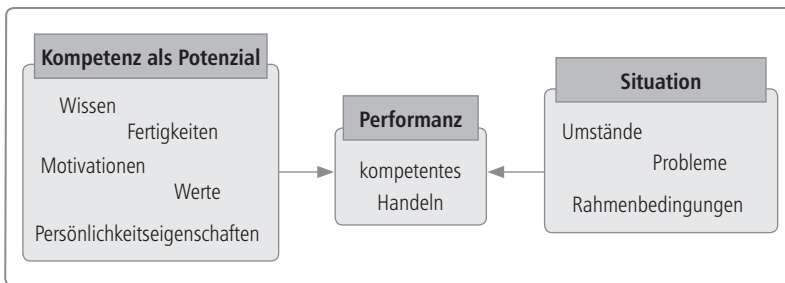 Kompetenz als Potenzial
Wissen
Fertigkeiten
Motivationen
Werte
Persönlichkeitseigenschaften
Performanz
kompetentes
Handeln
Situation
Umstände
Probleme
Rahmenbedingungen